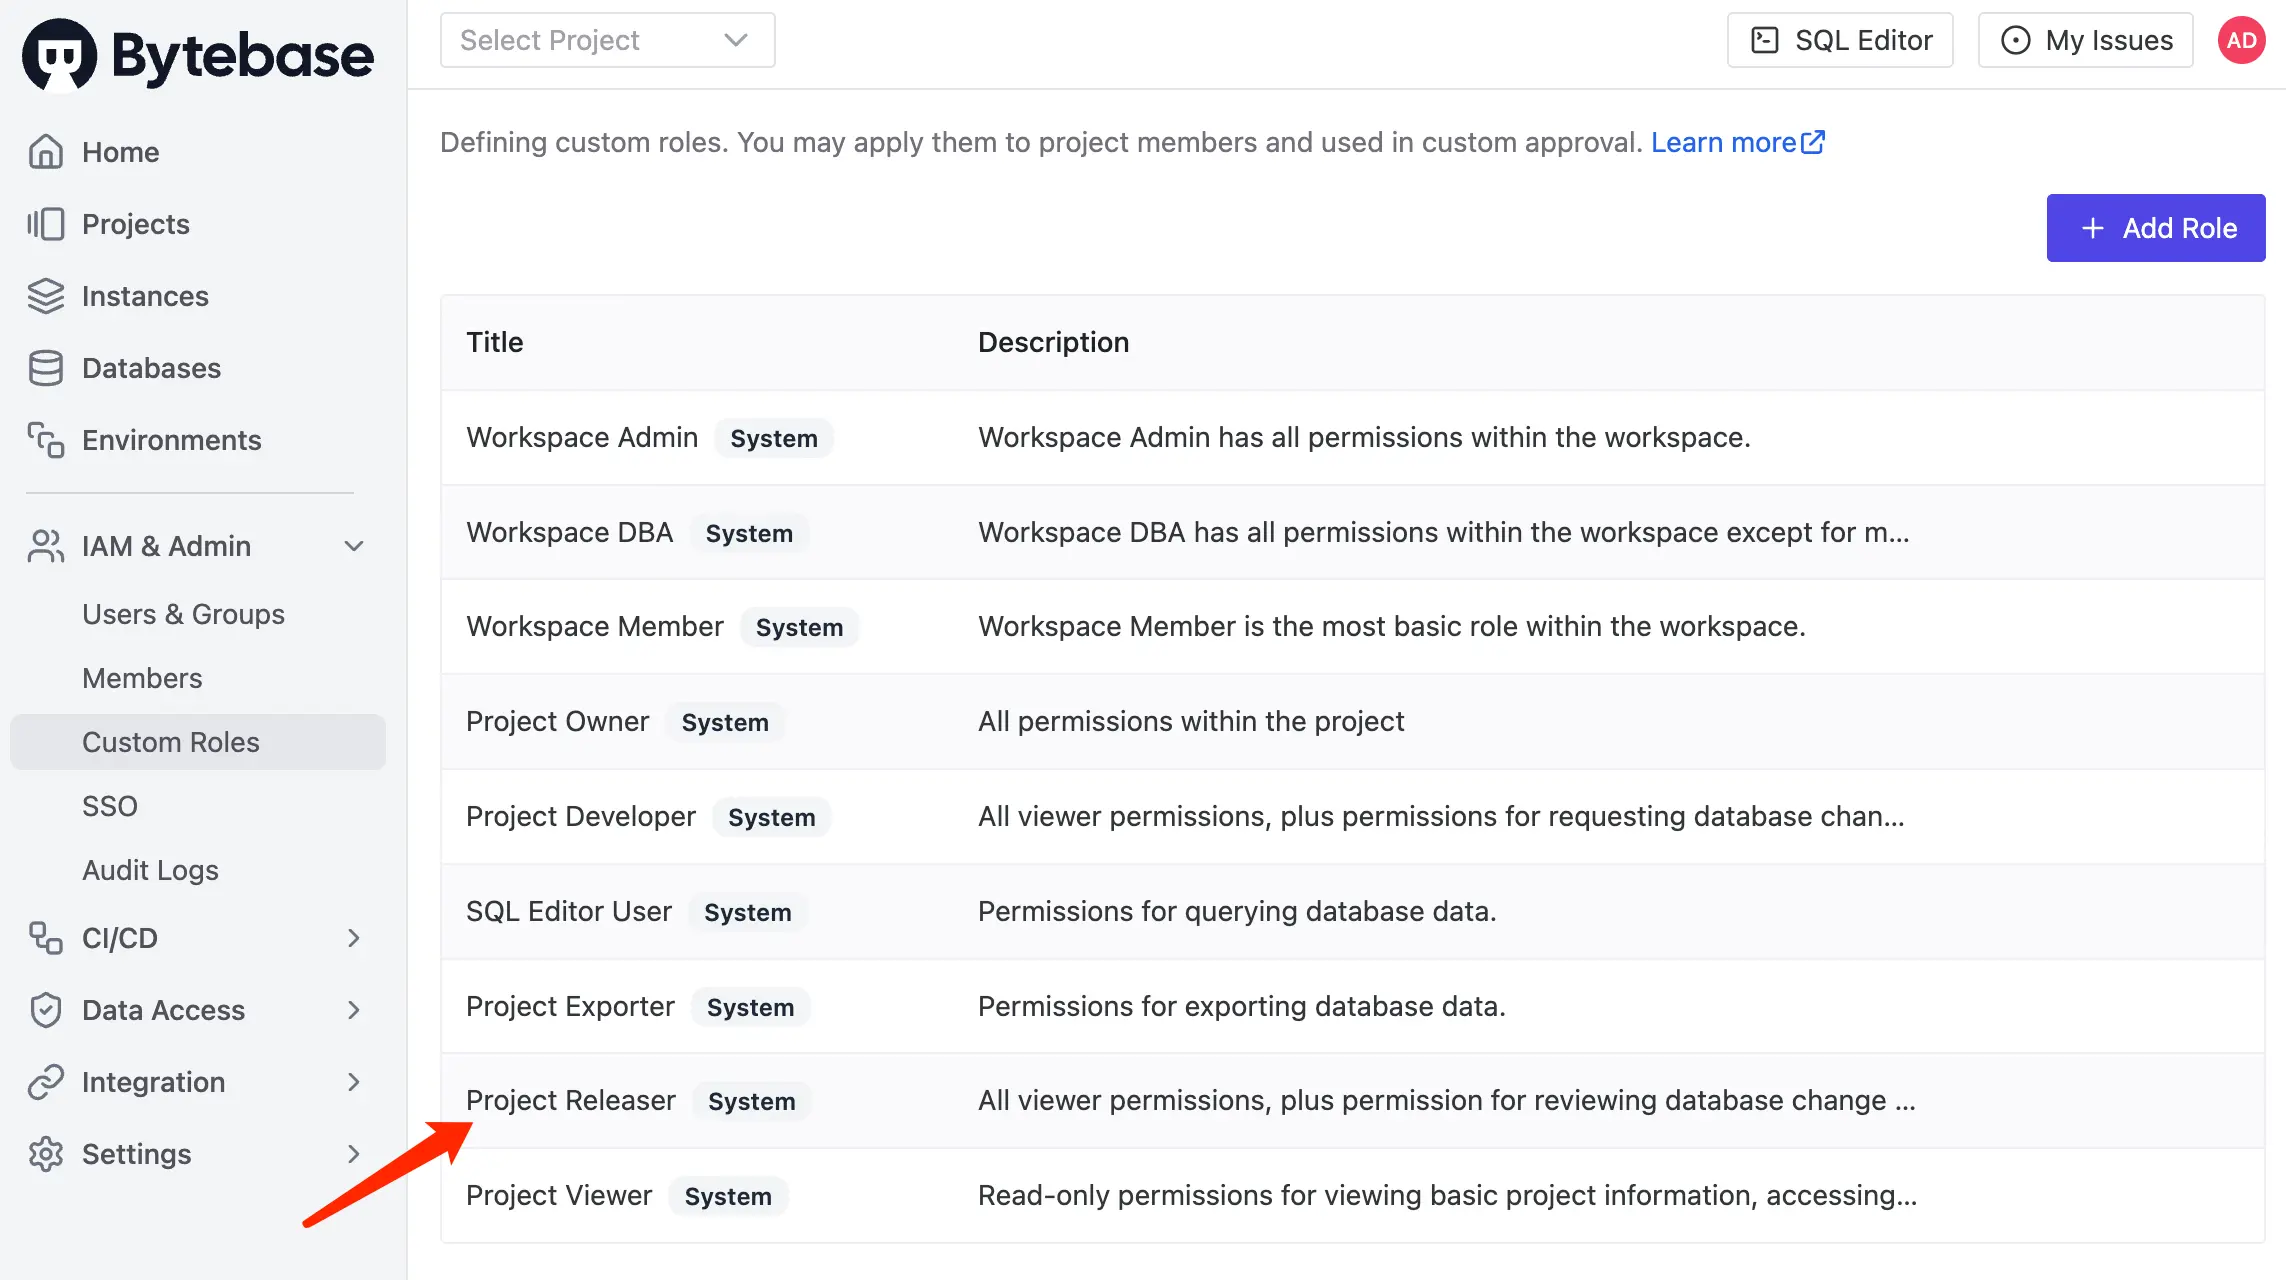 Bytebase
Select Project
SQL Editor
My Issues
AD
Home
Projects
Instances
Databases
Environments
IAM & Admin
Users & Groups
Members
Custom Roles
SSO
Audit Logs
CI/CD
Data Access
Integration
Settings
Defining custom roles. You may apply them to project members and used in custom approval. Learn more
+ Add Role
Title Description
Workspace Admin System Workspace Admin has all permissions within the workspace.
Workspace DBA System Workspace DBA has all permissions within the workspace except for m...
Workspace Member System Workspace Member is the most basic role within the workspace.
Project Owner System All permissions within the project
Project Developer System All viewer permissions, plus permissions for requesting database chan...
SQL Editor User System Permissions for querying database data.
Project Exporter System Permissions for exporting database data.
Project Releaser System All viewer permissions, plus permission for reviewing database change ...
Project Viewer System Read-only permissions for viewing basic project information, accessing...